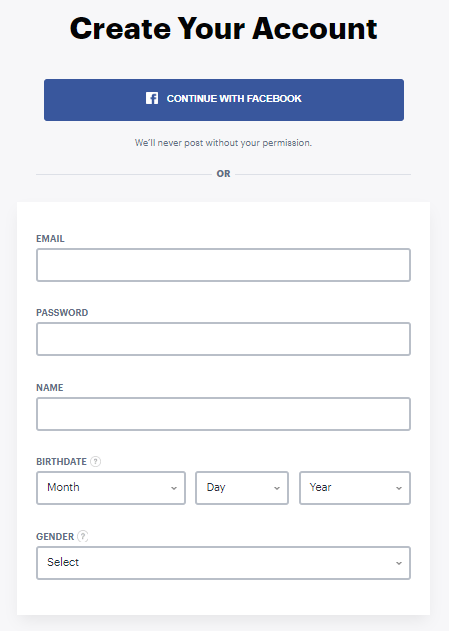 Create Your Account
CONTINUE WITH FACEBOOK
We'll never post without your permission.
OR
EMAIL
PASSWORD
NAME
BIRTHDATE ?
Month Day Year
GENDER ?
Select